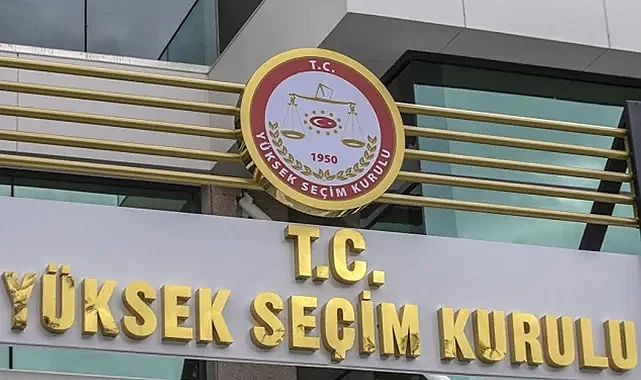 T.C.
1950
YÜKSEK SEÇİM KURULU
T.C.
YÜKSEK SEÇİM KURULU